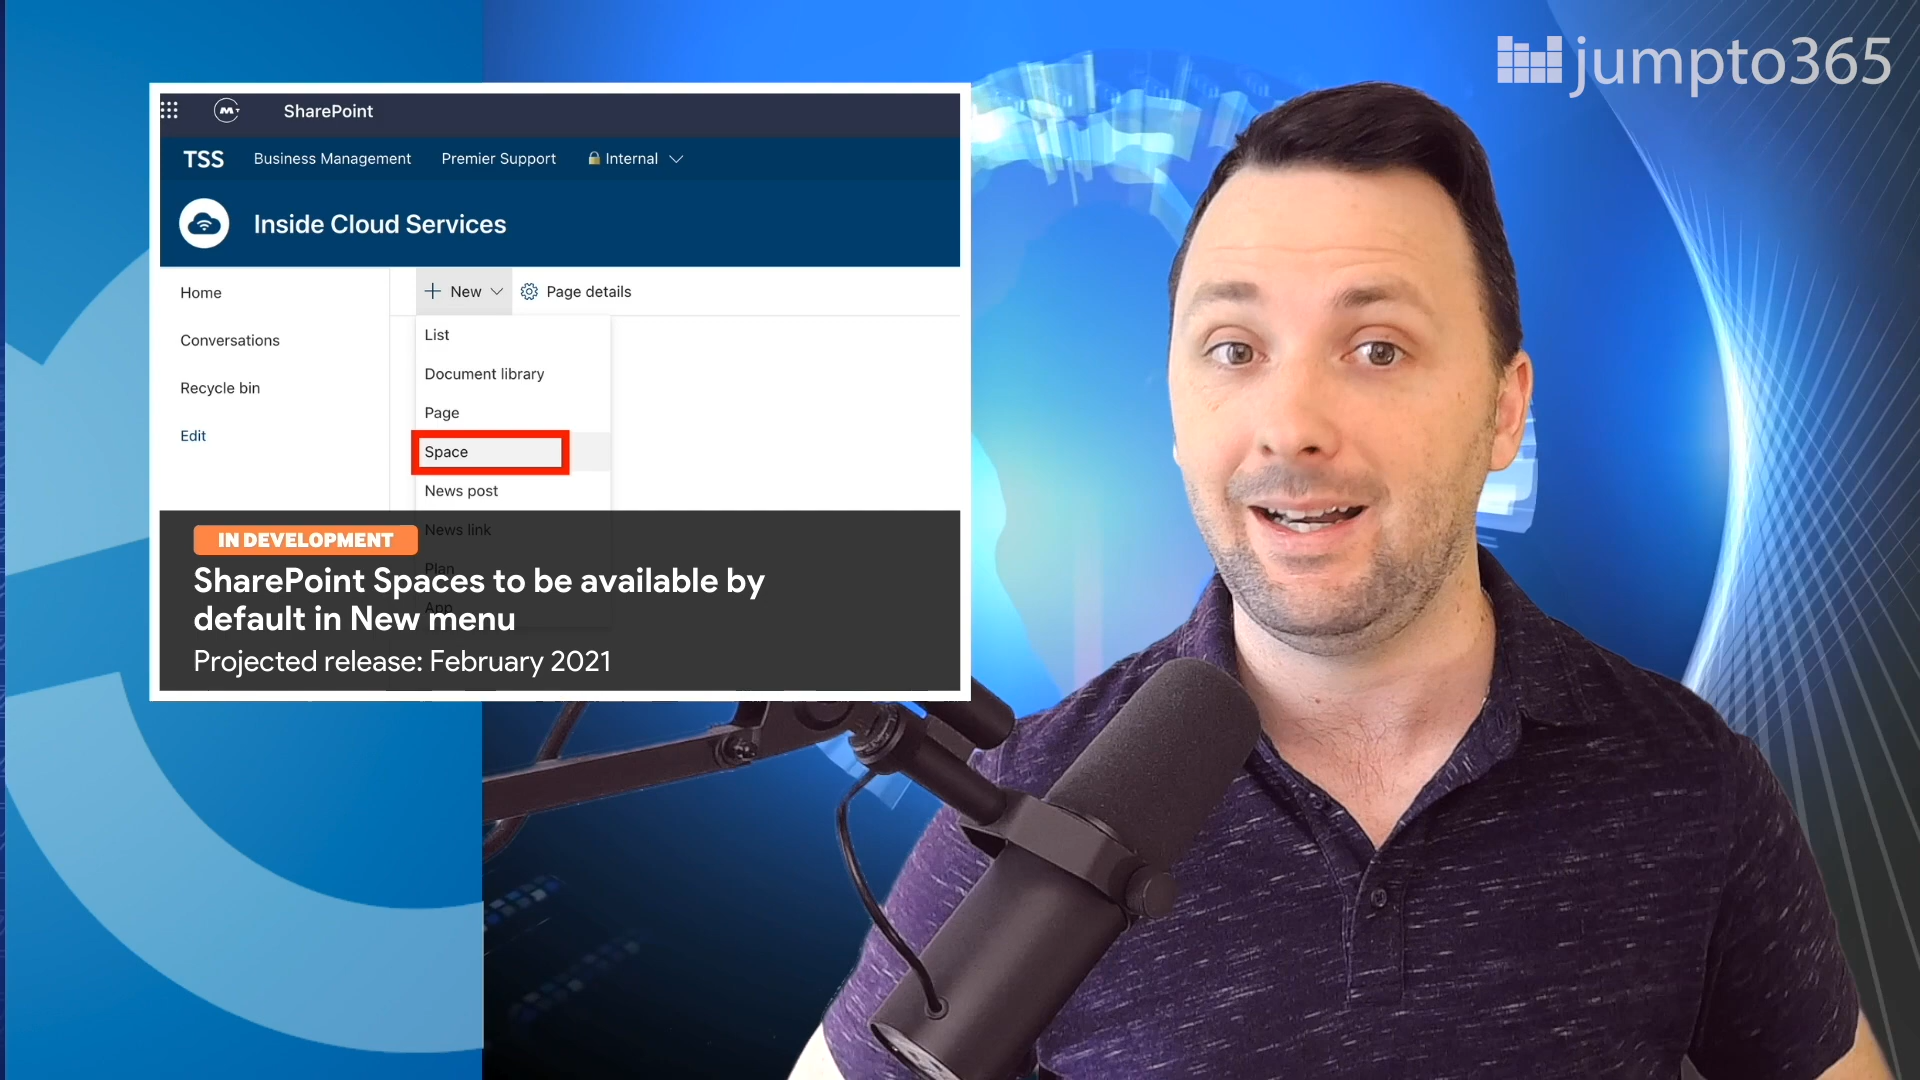 jumpto365
SharePoint
TSS Business Management Premier Support Internal
Inside Cloud Services
Home
Conversations
Recycle bin
Edit
New Page details
List
Document library
Page
Space
News post
News link
Plan
App
IN DEVELOPMENT
SharePoint Spaces to be available by
default in New menu
Projected release: February 2021